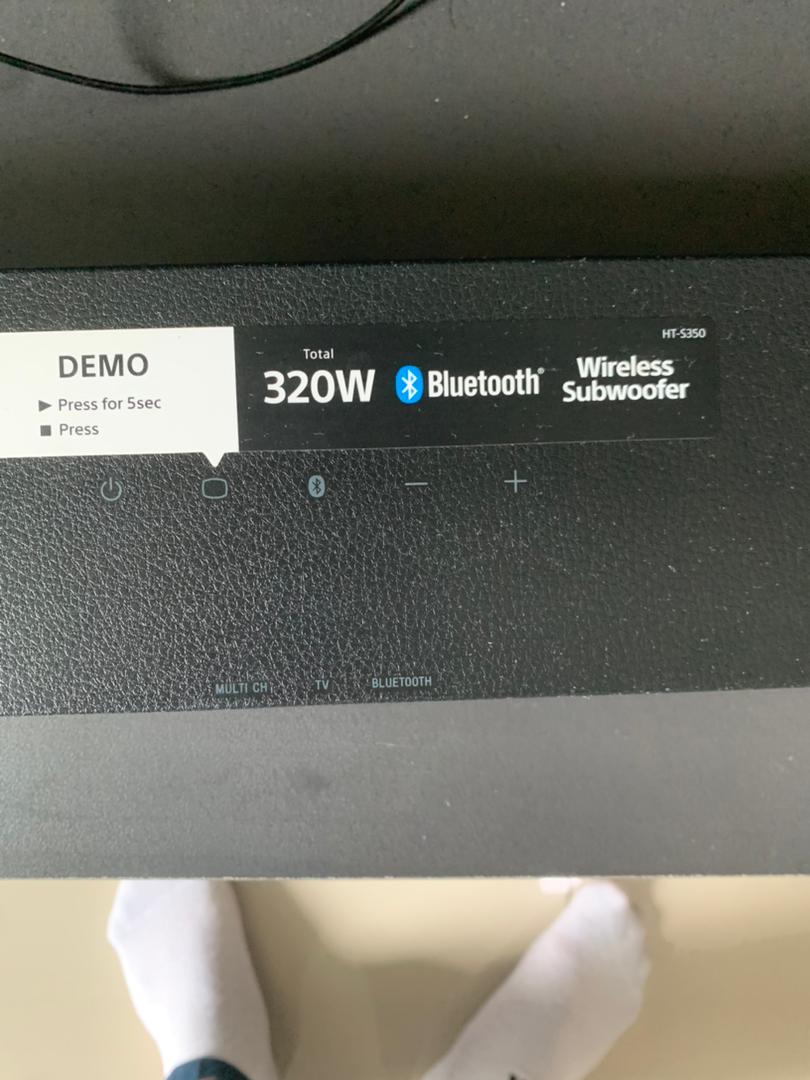 HT-S350
DEMO
▶ Press for 5sec
■ Press
Total
320W
Bluetooth®
Wireless
Subwoofer
MULTI CH TV BLUETOOTH